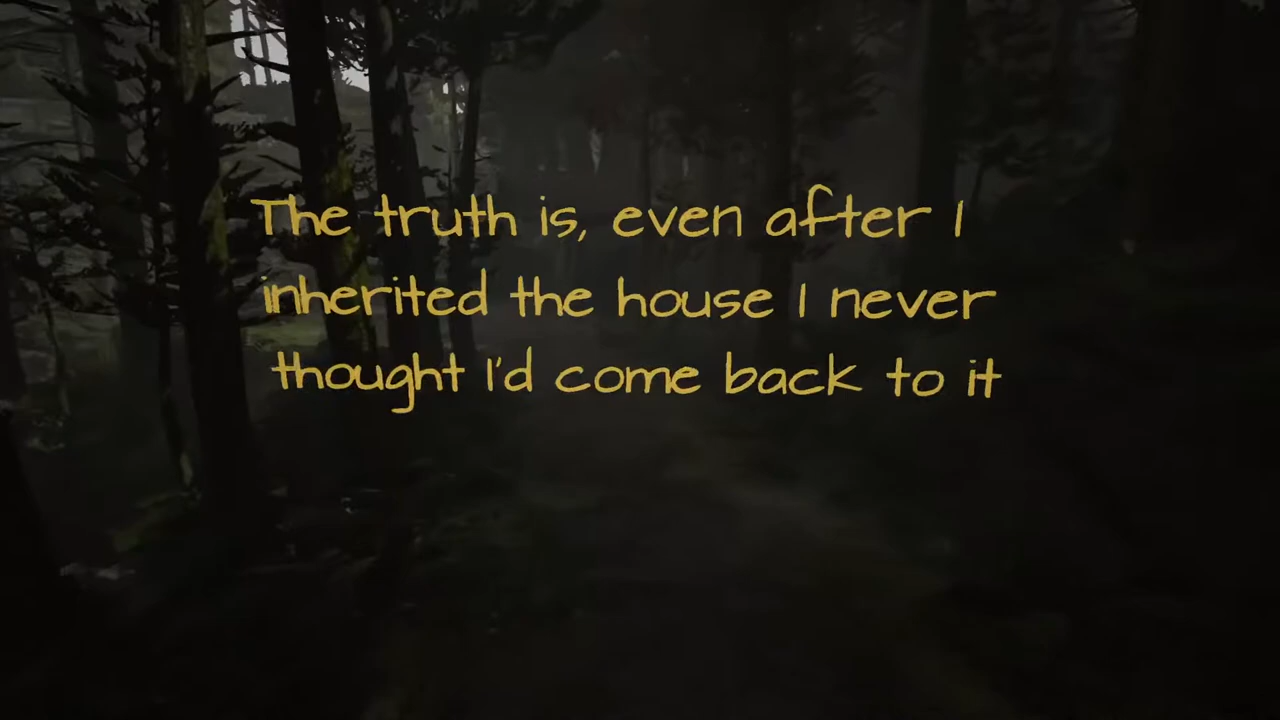 The truth is, even after I
inherited the house I never
thought I'd come back to it